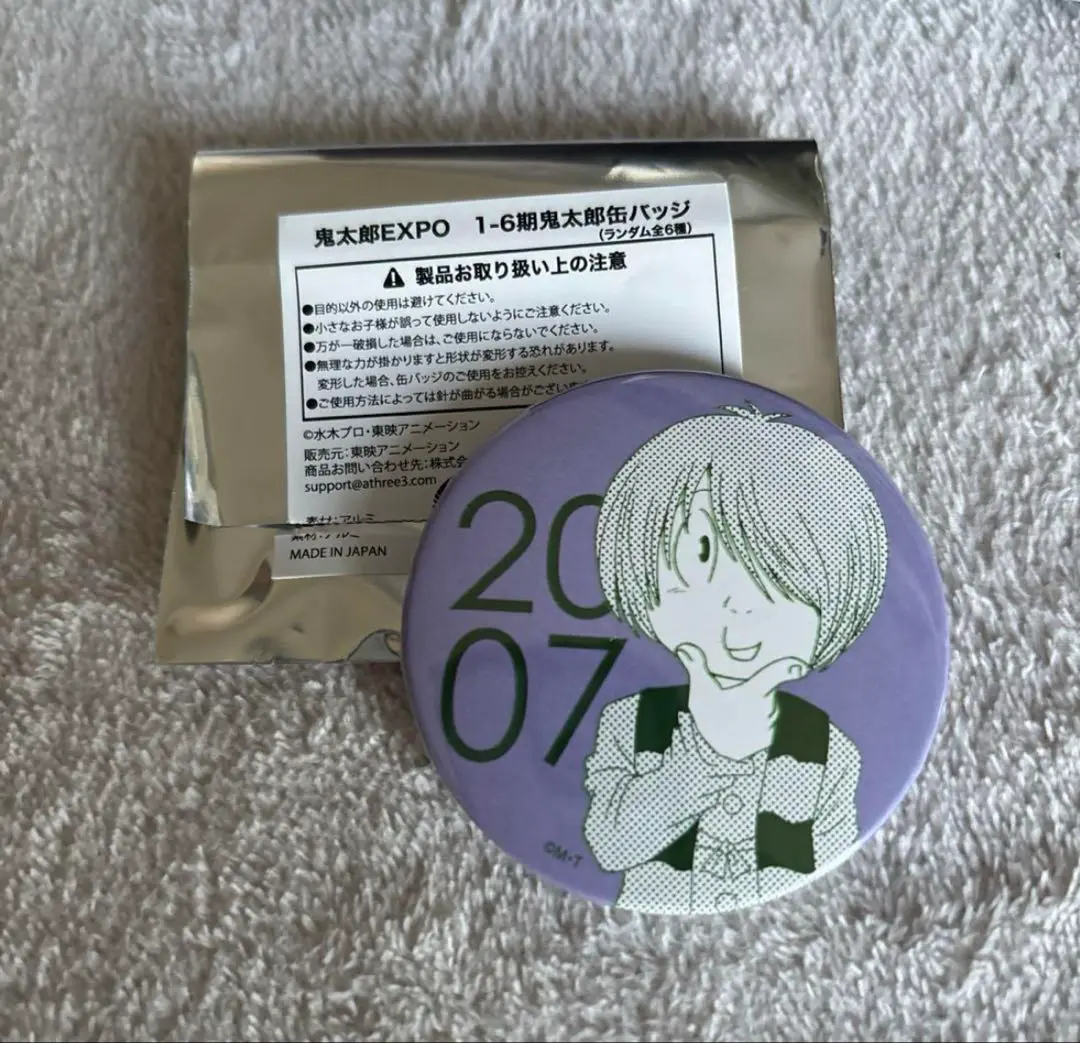 鬼太郎EXPO 1-6期鬼太郎缶バッジ
(ランダム全6種)
製品お取り扱い上の注意
●目的以外の使用は避けてください。
●小さなお子様が誤って使用しないようにご注意ください。
●万が一破損した場合は、ご使用にならないでください。
●無理な力が掛かりますと形状が変形する恐れがあります。
変形した場合、缶バッジのご使用をお控えください。
●ご使用方法によっては針が曲がる場合がござい
©水木プロ・東映アニメーション
販売元:東映アニメーション
商品お問い合わせ先:株式会
support@athree3.com
MADE IN JAPAN
20
07
©M・T